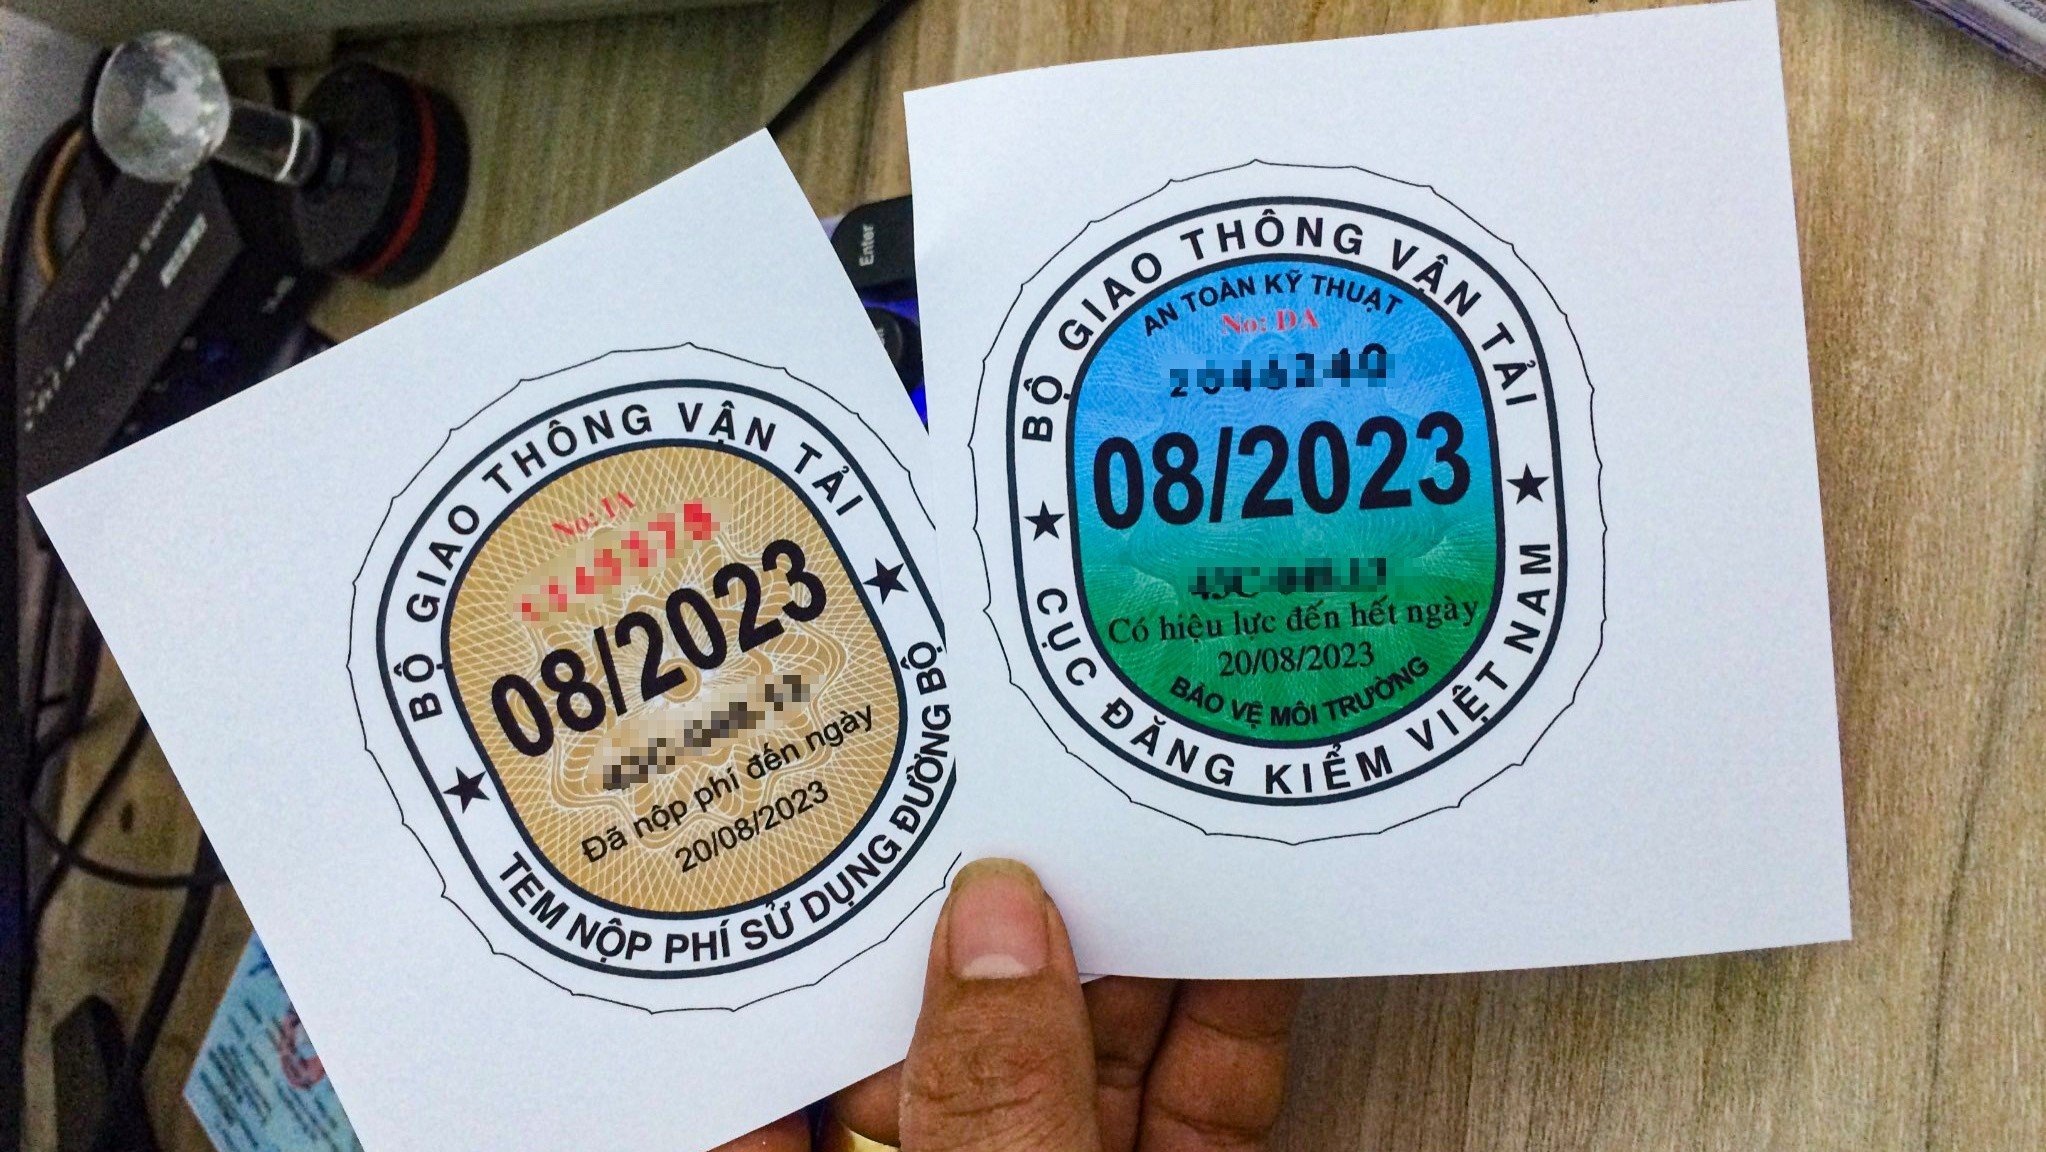 BỘ GIAO THÔNG VẬN TẢI
No: IA
08/2023
Đã nộp phí đến ngày
20/08/2023
TEM NỘP PHÍ SỬ DỤNG ĐƯỜNG BỘ
Enter
BỘ GIAO THÔNG VẬN TẢI
AN TOÀN KỸ THUẬT
No: DA
08/2023
Có hiệu lực đến hết ngày
20/08/2023
BẢO VỆ MÔI TRƯỜNG
CỤC ĐĂNG KIỂM VIỆT NAM